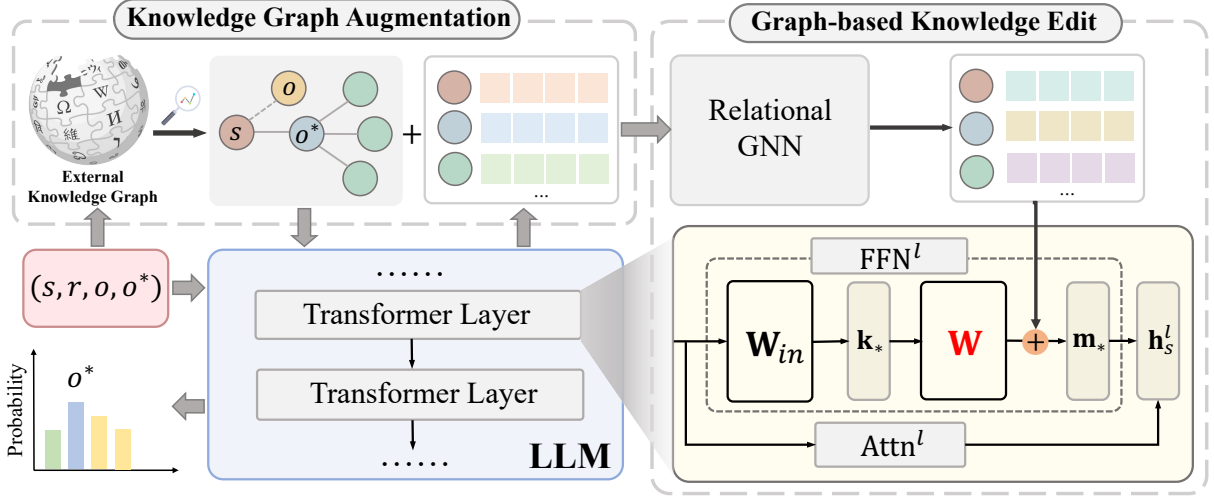 Knowledge Graph Augmentation
Graph-based Knowledge Edit
Ω W И 維
External
Knowledge Graph
s
o
o*
+
...
Relational
GNN
...
(s, r, o, o*)
......
Transformer Layer
Transformer Layer
......
LLM
Probability
o*
FFN^l
W_in
k_*
W
+
m_*
h_s^l
Attn^l